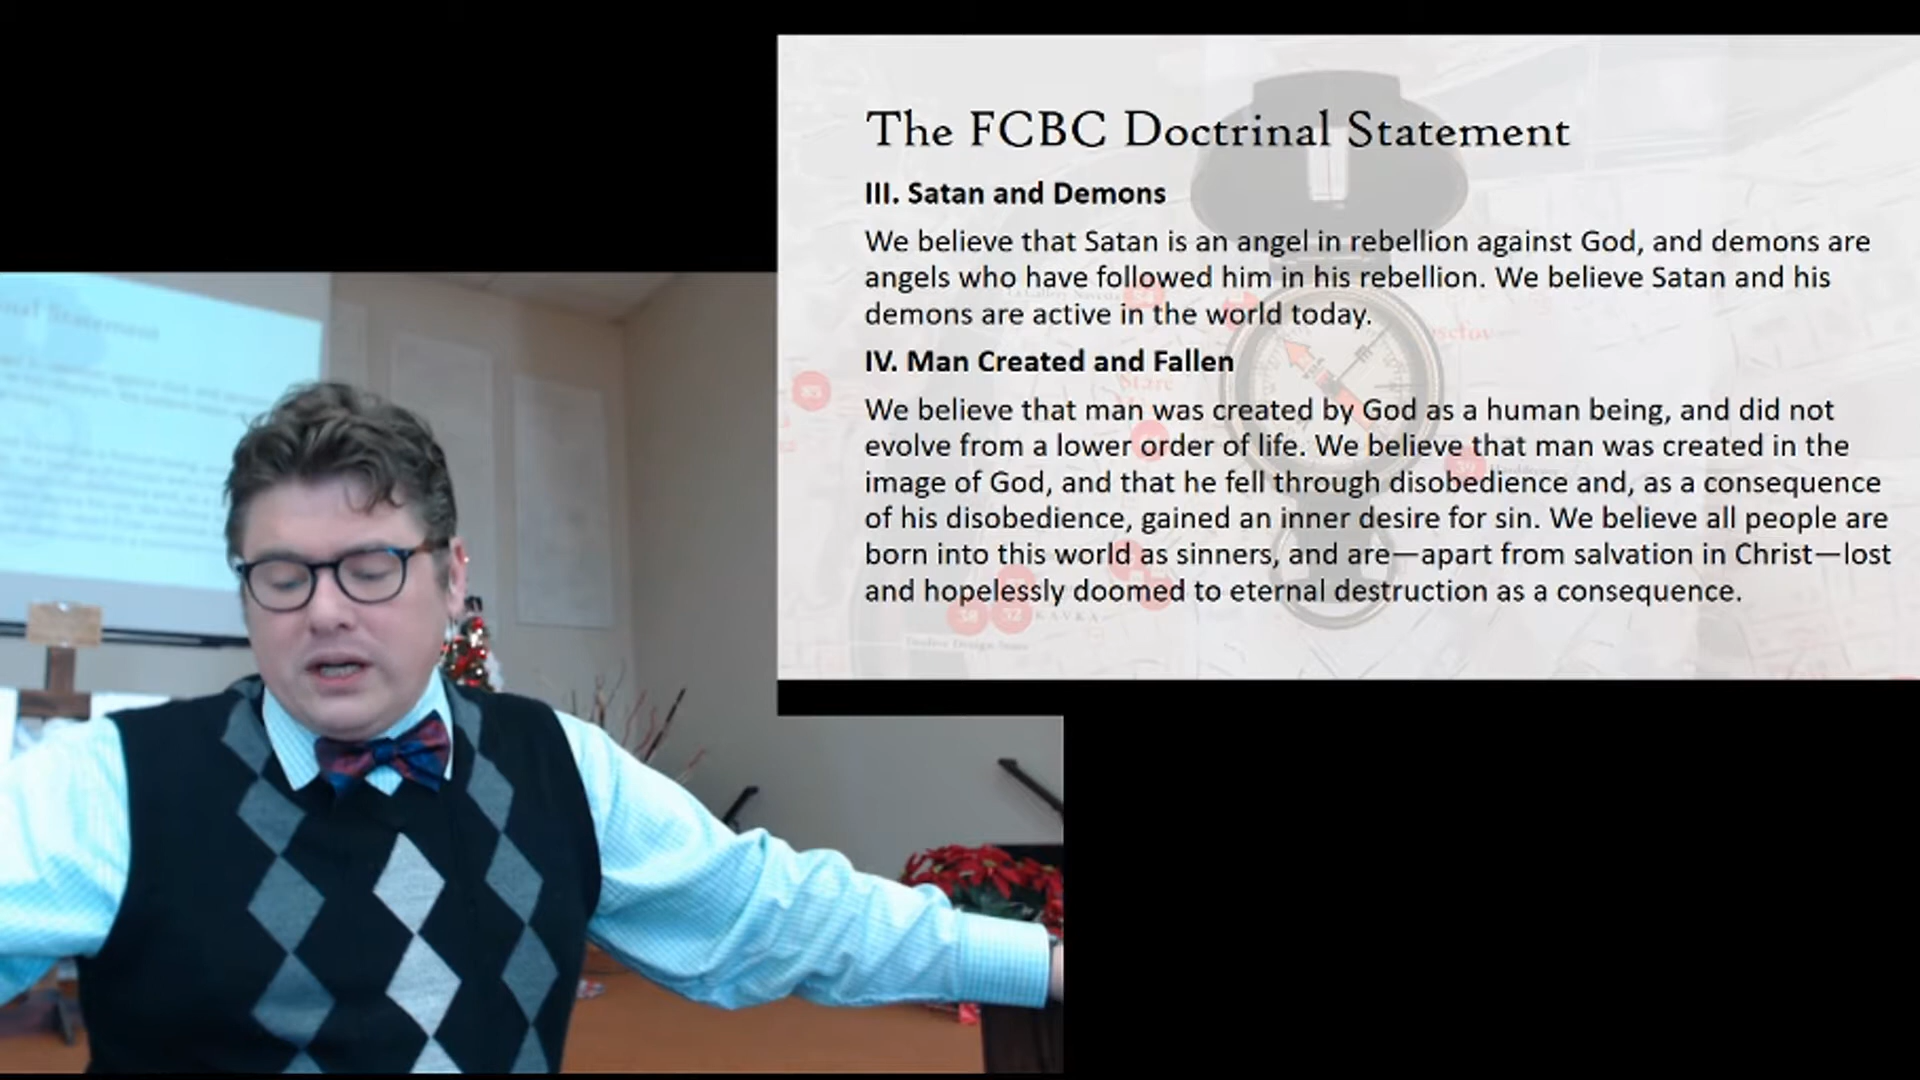 The FCBC Doctrinal Statement
III. Satan and Demons
We believe that Satan is an angel in rebellion against God, and demons are
angels who have followed him in his rebellion. We believe Satan and his
demons are active in the world today.
IV. Man Created and Fallen
We believe that man was created by God as a human being, and did not
evolve from a lower order of life. We believe that man was created in the
image of God, and that he fell through disobedience and, as a consequence
of his disobedience, gained an inner desire for sin. We believe all people are
born into this world as sinners, and are—apart from salvation in Christ—lost
and hopelessly doomed to eternal destruction as a consequence.